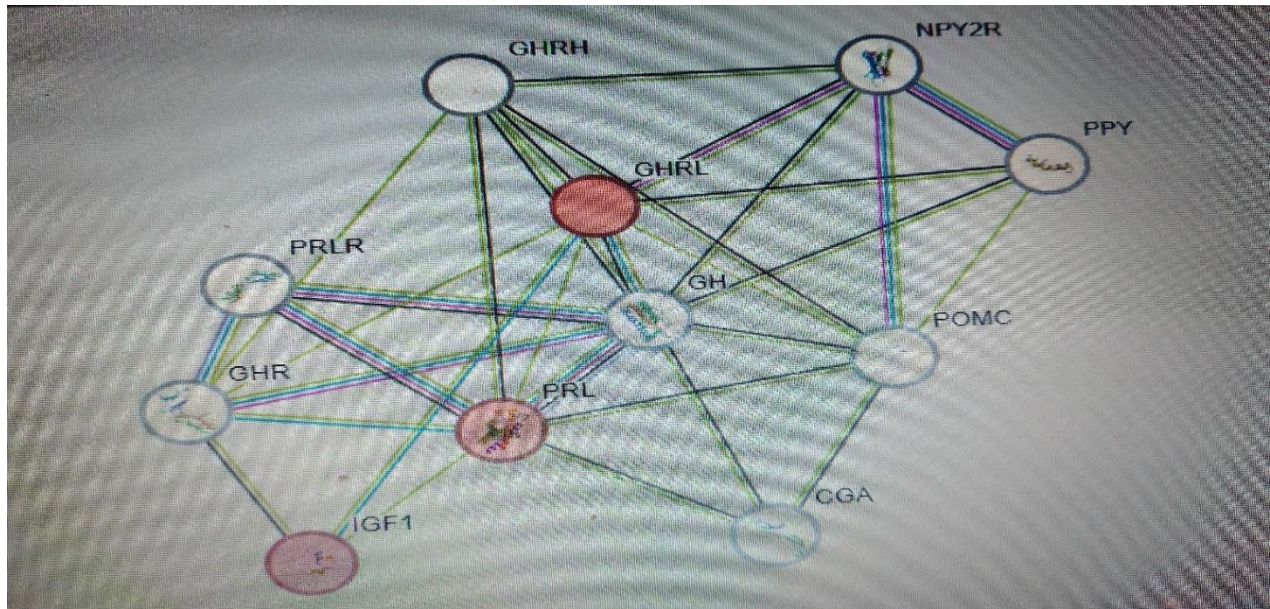 GHRH
NPY2R
PPY
GHRL
PRLR
GH
POMC
GHR
PRL
CGA
IGF1